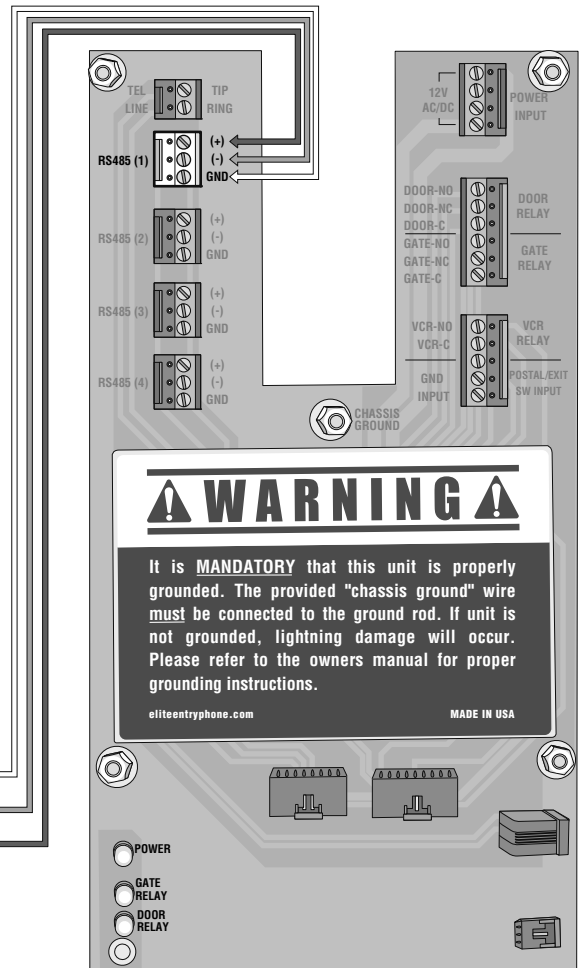 TEL TIP
LINE RING
RS485 (1)
(+)
(-)
GND
RS485 (2)
(+)
(-)
GND
RS485 (3)
(+)
(-)
GND
RS485 (4)
(+)
(-)
GND
12V
AC/DC
POWER
INPUT
DOOR-NO
DOOR-NC
DOOR-C
GATE-NO
GATE-NC
GATE-C
DOOR
RELAY
GATE
RELAY
VCR-NO
VCR-C
GND
INPUT
VCR
RELAY
POSTAL/EXIT
SW INPUT
CHASSIS
GROUND
WARNING
It is MANDATORY that this unit is properly
grounded. The provided "chassis ground" wire
must be connected to the ground rod. If unit is
not grounded, lightning damage will occur.
Please refer to the owners manual for proper
grounding instructions.
eliteentryphone.com MADE IN USA
POWER
GATE
RELAY
DOOR
RELAY